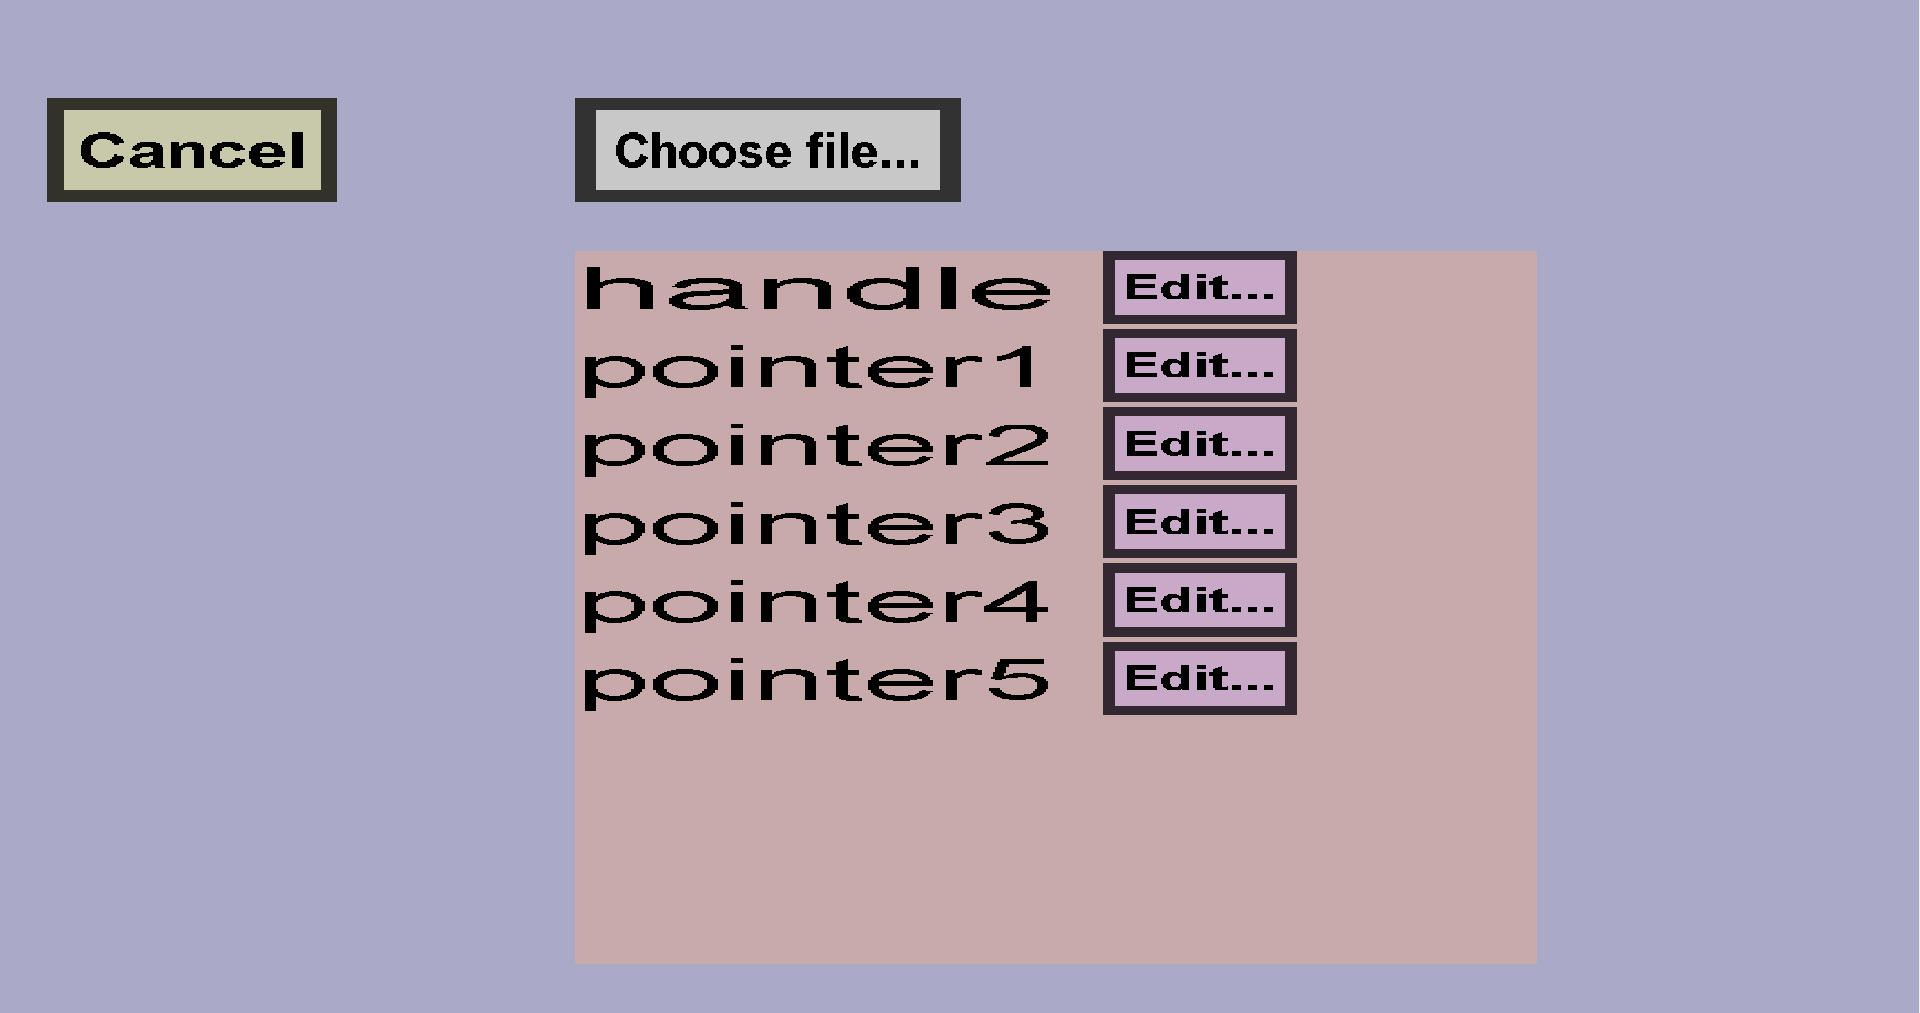 Cancel Choose file...
handle Edit...
pointer1 Edit...
pointer2 Edit...
pointer3 Edit...
pointer4 Edit...
pointer5 Edit...